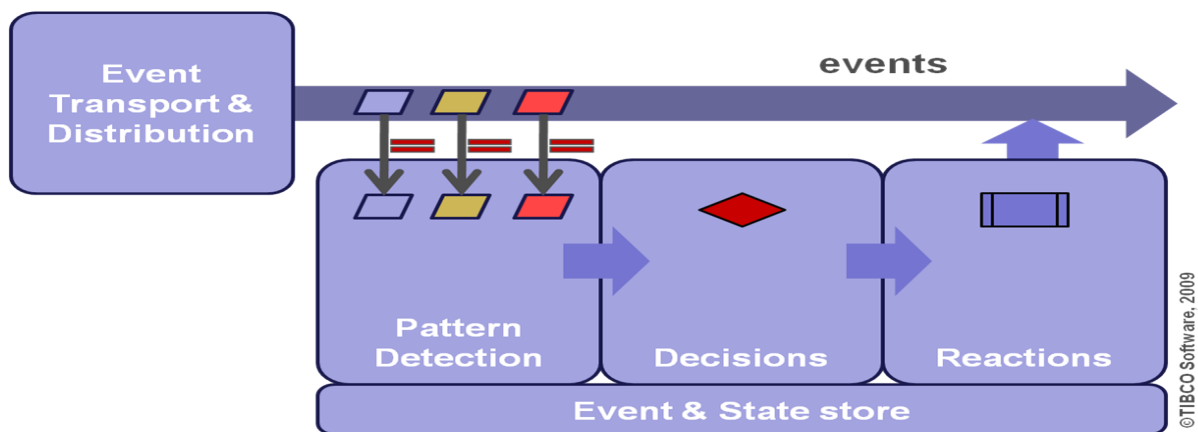 Event
Transport &
Distribution
events
Pattern
Detection
Decisions
Reactions
Event & State store
©TIBCO Software, 2009